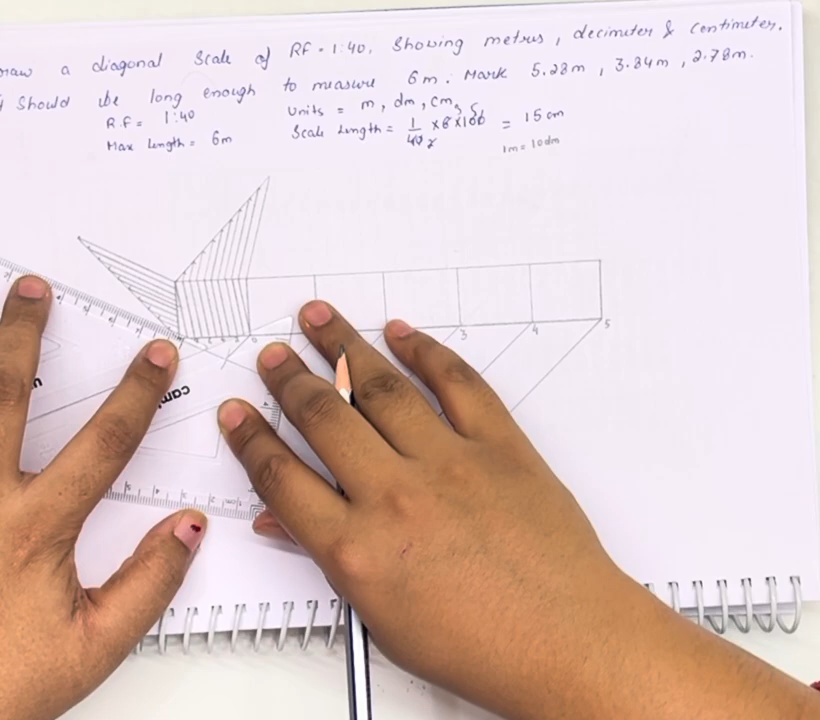 draw a diagonal scale of RF = 1:40, showing metres, decimeter & centimeter.
should be long enough to measure 6m. Mark 5.28m, 3.84m, 2.78m.
R.F = 1:40
Max length = 6m
Units = m, dm, cm
Scale length = 1/40 × 6 × 100 = 15 cm
1m = 10dm
0 3 4 5